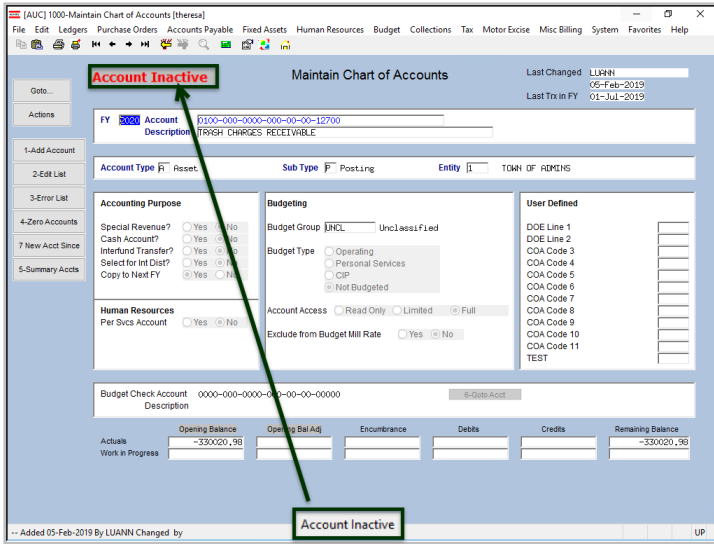 [AUC] 1000-Maintain Chart of Accounts [theresa]
File Edit Ledgers Purchase Orders Accounts Payable Fixed Assets Human Resources Budget Collections Tax Motor Excise Misc Billing System Favorites Help
Account Inactive
Maintain Chart of Accounts
Last Changed LUANN
05-Feb-2019
Last Trx in FY 01-Jul-2019
Goto...
Actions
1-Add Account
2-Edit List
3-Error List
4-Zero Accounts
7 New Acct Since
5-Summary Accts
FY 2020 Account 0100-000-0000-000-00-00-12700
Description TRASH CHARGES RECEIVABLE
Account Type A Asset Sub Type P Posting Entity 1 TOWN OF ADMINS
Accounting Purpose
Special Revenue? Yes No
Cash Account? Yes No
Interfund Transfer? Yes No
Select for Int Dist? Yes No
Copy to Next FY Yes No
Human Resources
Per Svcs Account Yes No
Budgeting
Budget Group UNCL Unclassified
Budget Type Operating
Personal Services
CIP
Not Budgeted
Account Access Read Only Limited Full
Exclude from Budget Mill Rate Yes No
User Defined
DOE Line 1
DOE Line 2
COA Code 3
COA Code 4
COA Code 5
COA Code 6
COA Code 7
COA Code 8
COA Code 9
COA Code 10
COA Code 11
TEST
Budget Check Account 0000-000-0000-000-00-00-00000 6-Goto Acct
Description
Opening Balance Opening Bal Adj Encumbrance Debits Credits Remaining Balance
Actuals -330020.98 -330020.98
Work in Progress
Account Inactive
-- Added 05-Feb-2019 By LUANN Changed by UP